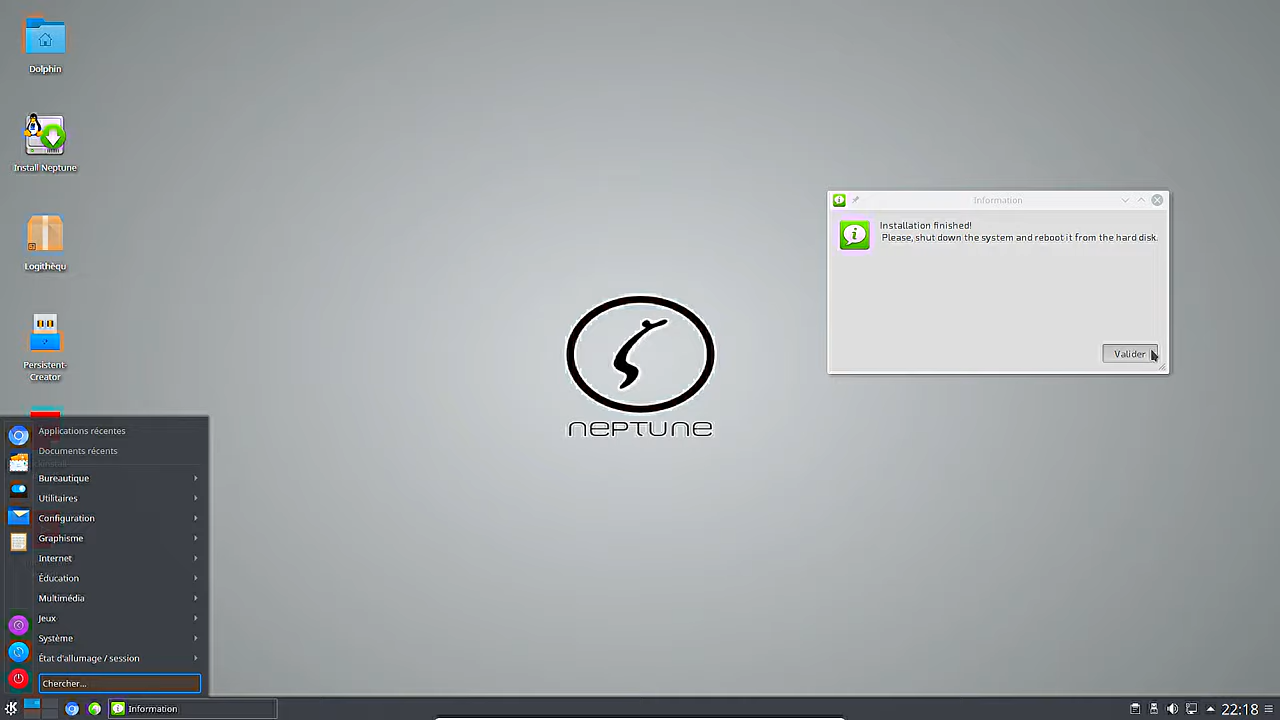 Dolphin
Install Neptune
Logithèqu
Persistent-
Creator
Information
Installation finished!
Please, shut down the system and reboot it from the hard disk.
Valider
NEPTUNE
Applications récentes
Documents récents
Bureautique
Utilitaires
Configuration
Graphisme
Internet
Éducation
Multimédia
Jeux
Système
État d'allumage / session
Chercher...
Information
22:18